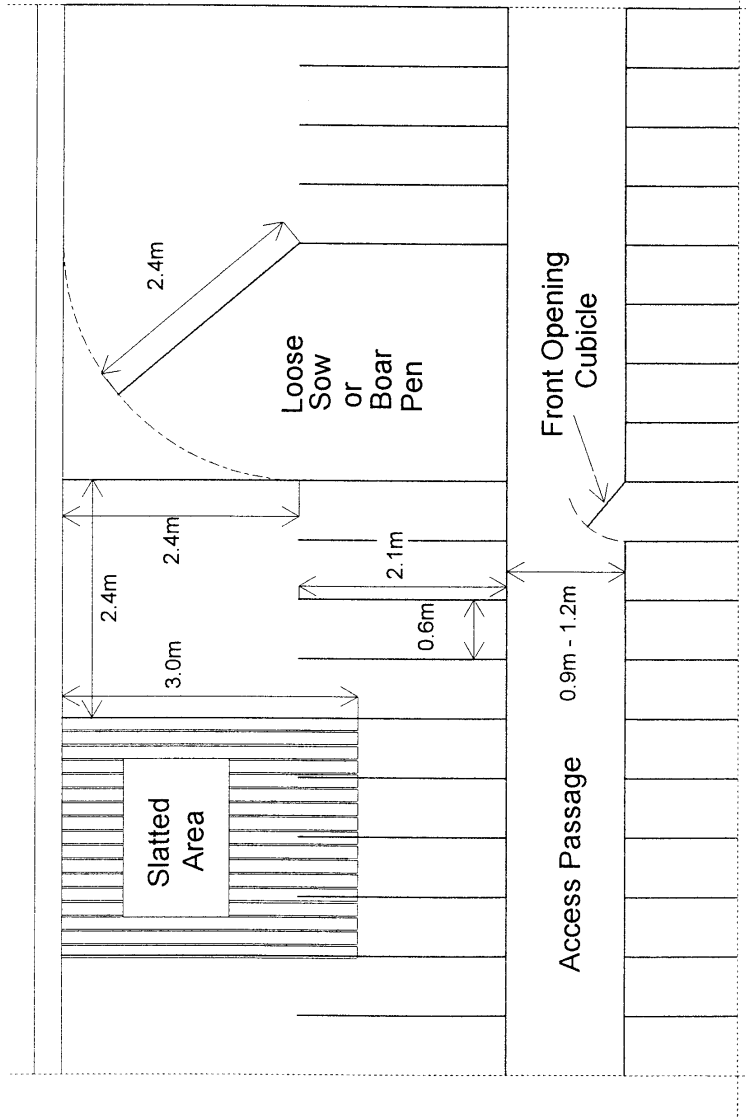 2.4m
Loose
Sow
or
Boar
Pen
Front Opening
Cubicle
2.4m
2.4m
2.1m
0.6m
3.0m
0.9m - 1.2m
Slatted
Area
Access Passage